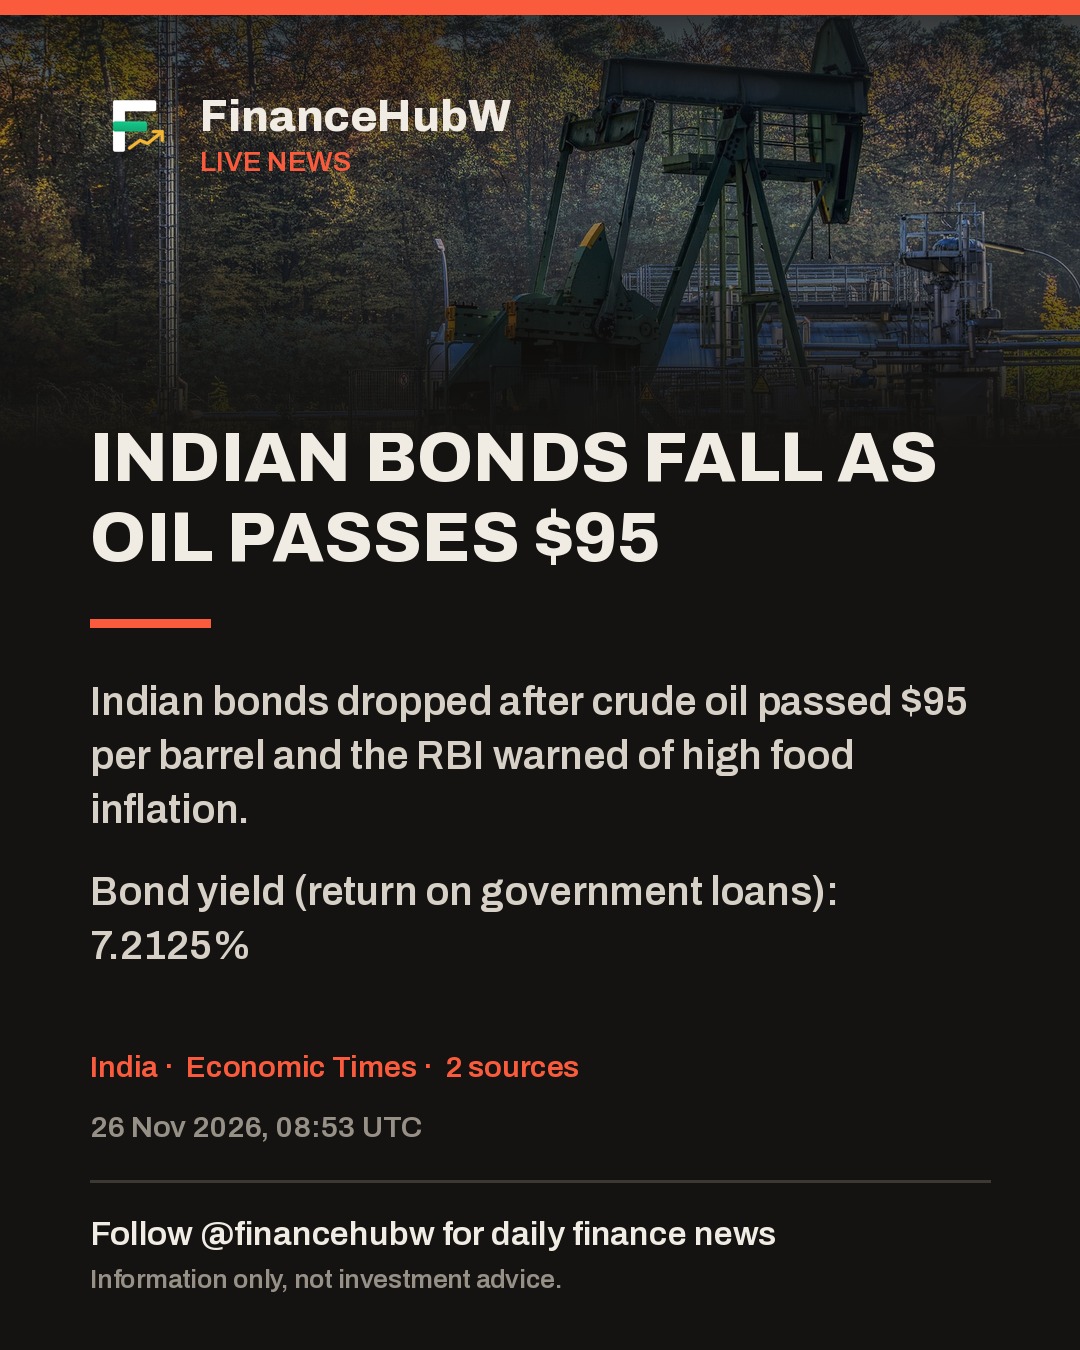 FinanceHubW
LIVE NEWS
INDIAN BONDS FALL AS
OIL PASSES $95
Indian bonds dropped after crude oil passed $95
per barrel and the RBI warned of high food
inflation.
Bond yield (return on government loans):
7.2125%
India · Economic Times · 2 sources
26 Nov 2026, 08:53 UTC
Follow @financehubw for daily finance news
Information only, not investment advice.